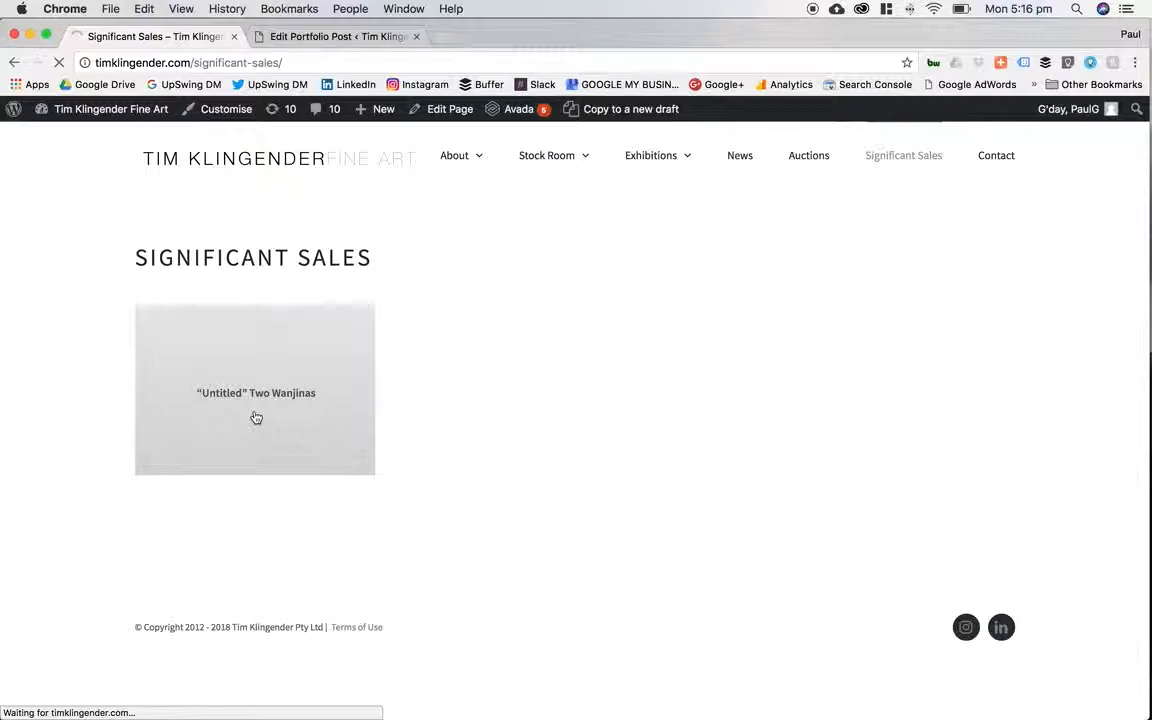 Chrome File Edit View History Bookmarks People Window Help Mon 5:16 pm
Significant Sales – Tim Klingen Edit Portfolio Post ‹ Tim Kling Paul
timklingender.com/significant-sales/
Apps Google Drive UpSwing DM UpSwing DM LinkedIn Instagram Buffer Slack GOOGLE MY BUSIN... Google+ Analytics Search Console Google AdWords » Other Bookmarks
Tim Klingender Fine Art Customise 10 10 New Edit Page Avada 5 Copy to a new draft G'day, PaulG
TIM KLINGENDER FINE ART About Stock Room Exhibitions News Auctions Significant Sales Contact
SIGNIFICANT SALES
“Untitled” Two Wanjinas
© Copyright 2012 - 2018 Tim Klingender Pty Ltd | Terms of Use
Waiting for timklingender.com...